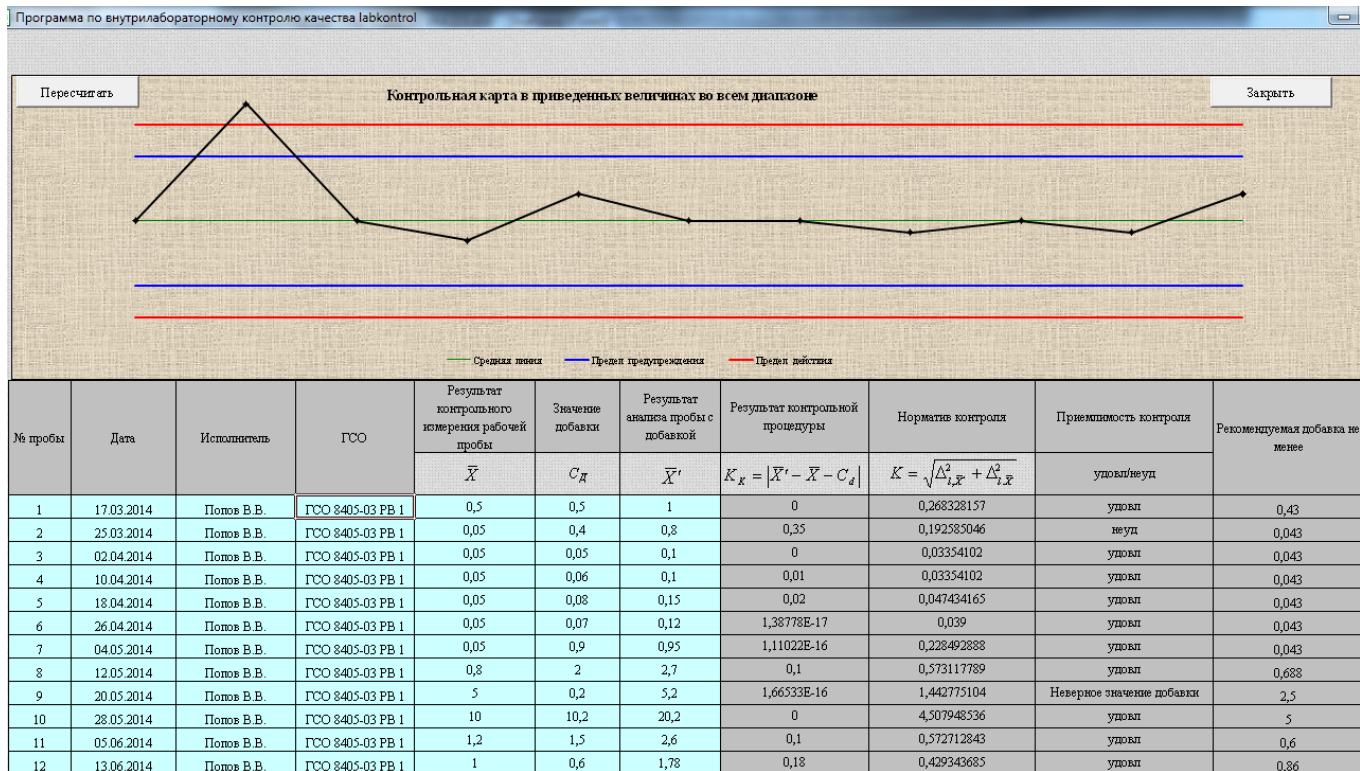 Программа по внутрилабораторному контролю качества labkontrol
Пересчитать
Контрольная карта в приведенных величинах во всем диапазоне
Закрыть
Средняя линия Предел предупреждения Предел действия
№ пробы Дата Исполнитель ГСО Результат контрольного измерения рабочей пробы Значение добавки Результат анализа пробы с добавкой Результат контрольной процедуры Норматив контроля Приемлимость контроля Рекомендуемая добавка не менее
X̅ C_Д X̅' K_K = |X̅' − X̅ − C_d| K = √(Δ²_{l,X̅'} + Δ²_{l,X̅}) удовл/неуд
1 17.03.2014 Попов В.В. ГСО 8405-03 РВ 1 0,5 0,5 1 0 0,268328157 удовл 0,43
2 25.03.2014 Попов В.В. ГСО 8405-03 РВ 1 0,05 0,4 0,8 0,35 0,192585046 неуд 0,043
3 02.04.2014 Попов В.В. ГСО 8405-03 РВ 1 0,05 0,05 0,1 0 0,03354102 удовл 0,043
4 10.04.2014 Попов В.В. ГСО 8405-03 РВ 1 0,05 0,06 0,1 0,01 0,03354102 удовл 0,043
5 18.04.2014 Попов В.В. ГСО 8405-03 РВ 1 0,05 0,08 0,15 0,02 0,047434165 удовл 0,043
6 26.04.2014 Попов В.В. ГСО 8405-03 РВ 1 0,05 0,07 0,12 1,38778E-17 0,039 удовл 0,043
7 04.05.2014 Попов В.В. ГСО 8405-03 РВ 1 0,05 0,9 0,95 1,11022E-16 0,228492888 удовл 0,043
8 12.05.2014 Попов В.В. ГСО 8405-03 РВ 1 0,8 2 2,7 0,1 0,573117789 удовл 0,688
9 20.05.2014 Попов В.В. ГСО 8405-03 РВ 1 5 0,2 5,2 1,66533E-16 1,442775104 Неверное значение добавки 2,5
10 28.05.2014 Попов В.В. ГСО 8405-03 РВ 1 10 10,2 20,2 0 4,507948536 удовл 5
11 05.06.2014 Попов В.В. ГСО 8405-03 РВ 1 1,2 1,5 2,6 0,1 0,572712843 удовл 0,6
12 13.06.2014 Попов В.В. ГСО 8405-03 РВ 1 1 0,6 1,78 0,18 0,429343685 удовл 0,86